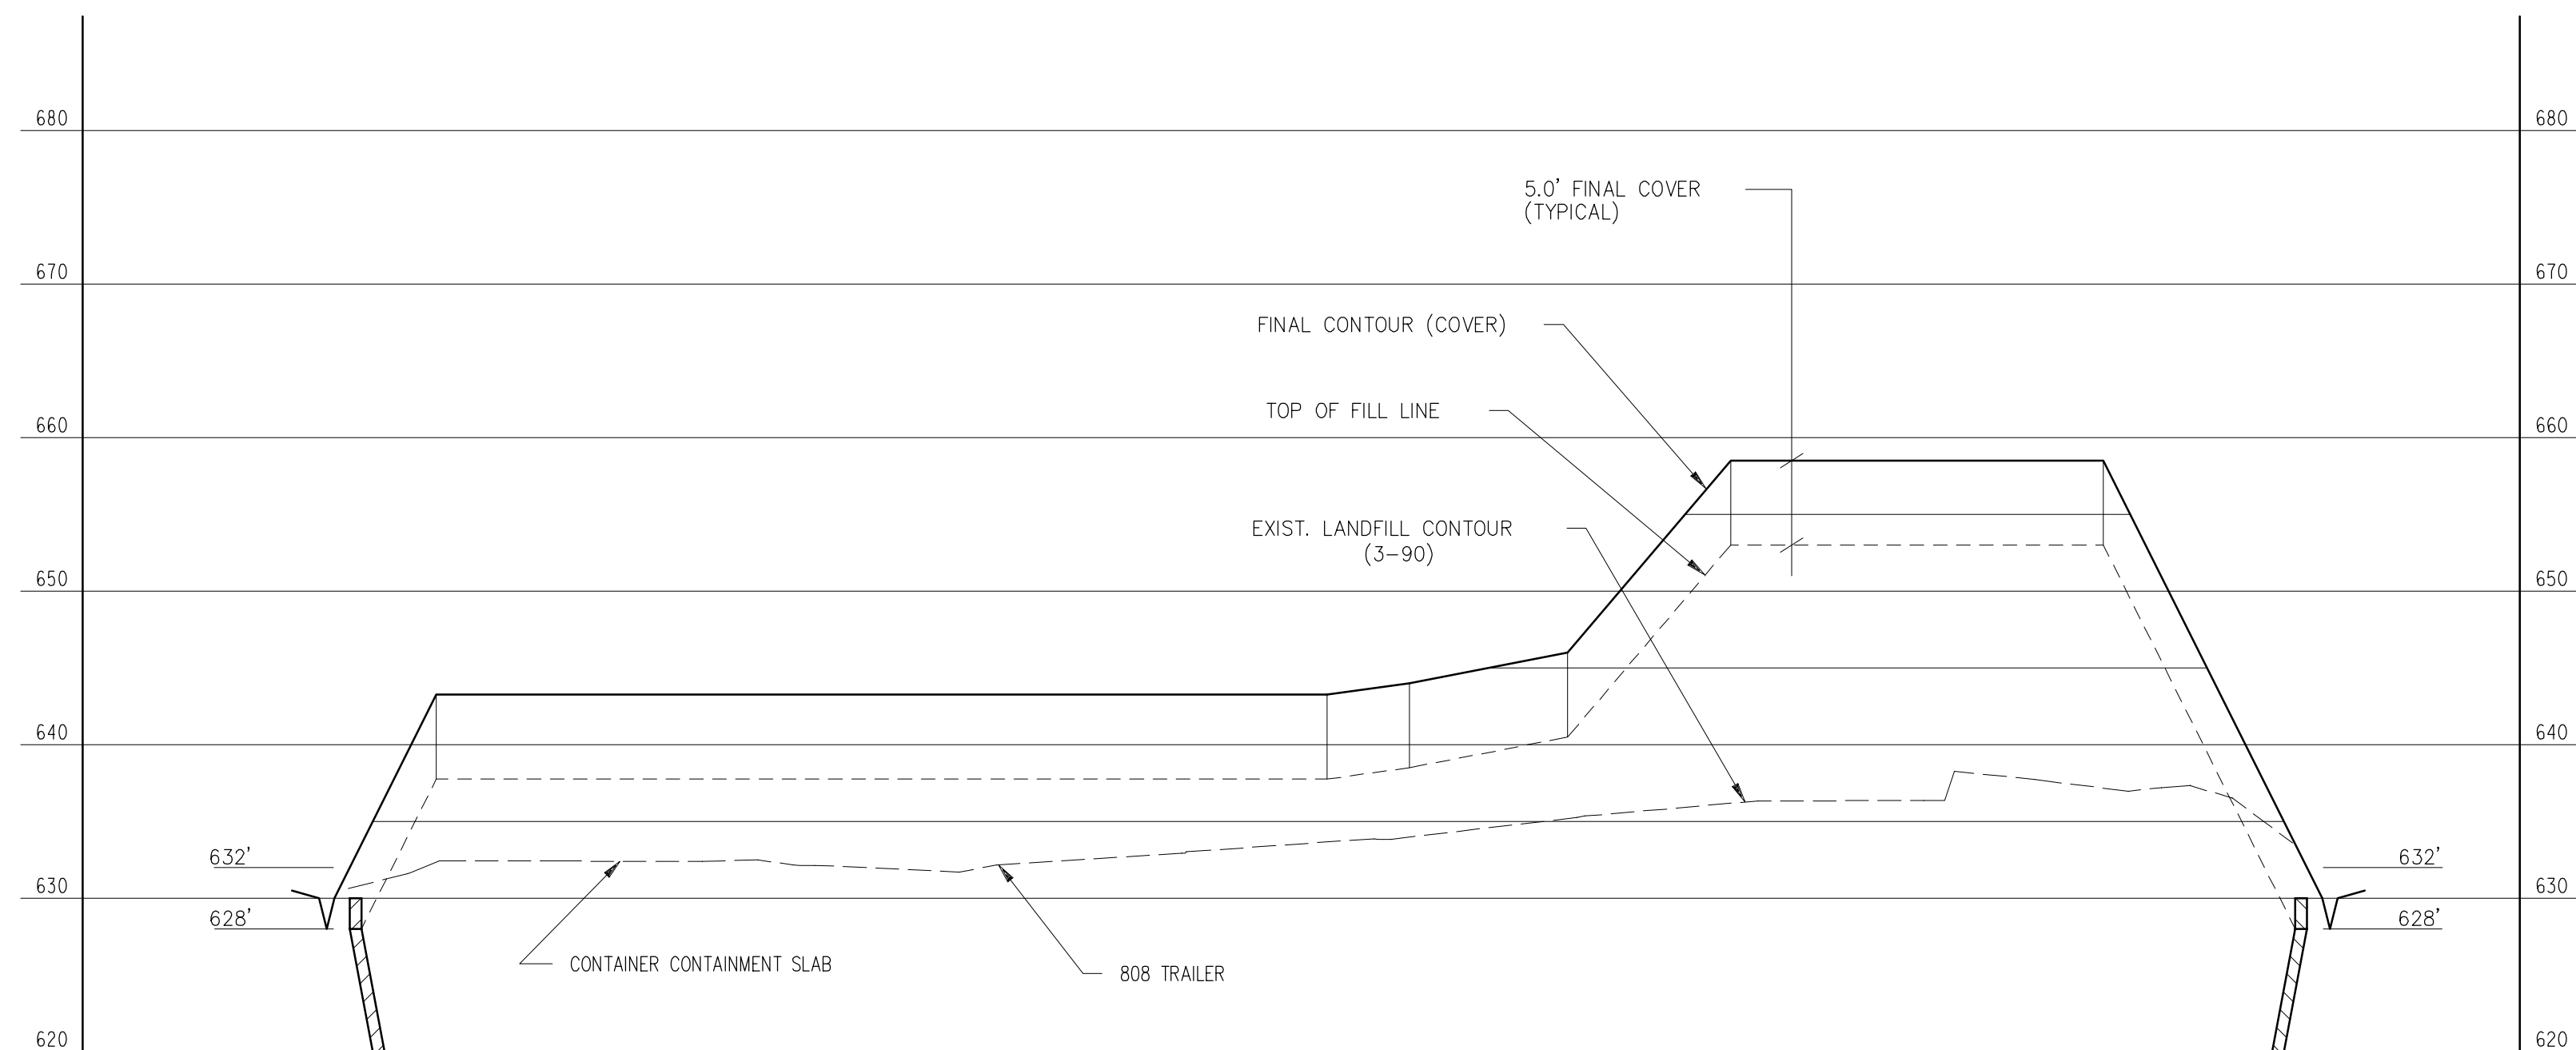 680 680
5.0' FINAL COVER
(TYPICAL)
670 670
FINAL CONTOUR (COVER)
TOP OF FILL LINE
660 660
EXIST. LANDFILL CONTOUR
(3-90)
650 650
640 640
632' 632'
630 630
628' 628'
CONTAINER CONTAINMENT SLAB
808 TRAILER
620 620